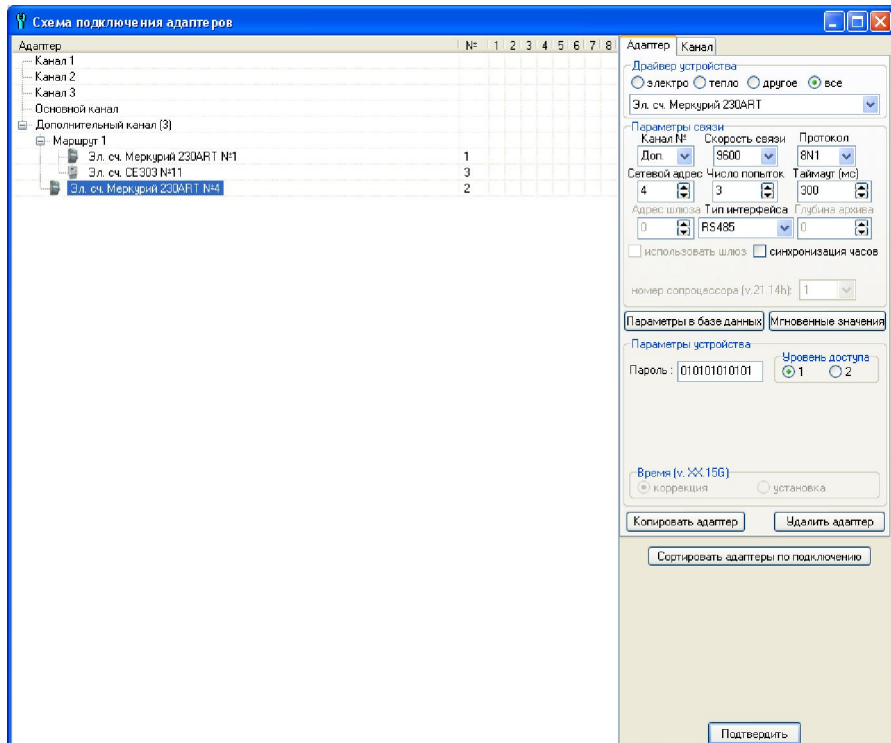 Схема подключения адаптеров
Адаптер № 1 2 3 4 5 6 7 8
Канал 1
Канал 2
Канал 3
Основной канал
Дополнительный канал (3)
Маршрут 1
Эл. сч. Меркурий 230ART №1 1
Эл. сч. СЕ303 №11 3
Эл. сч. Меркурий 230ART №4 2
Адаптер Канал
Драйвер устройства
электро тепло другое все
Эл. сч. Меркурий 230ART
Параметры связи
Канал № Скорость связи Протокол
Доп. 9600 8N1
Сетевой адрес Число попыток Таймаут (мс)
4 3 300
Адрес шлюза Тип интерфейса Глубина архива
0 RS485 0
использовать шлюз синхронизация часов
номер сопроцессора (v.21.14h): 1
Параметры в базе данных Мгновенные значения
Параметры устройства
Уровень доступа
Пароль : 010101010101 1 2
Время (v. XX.15G)
коррекция установка
Копировать адаптер Удалить адаптер
Сортировать адаптеры по подключению
Подтвердить